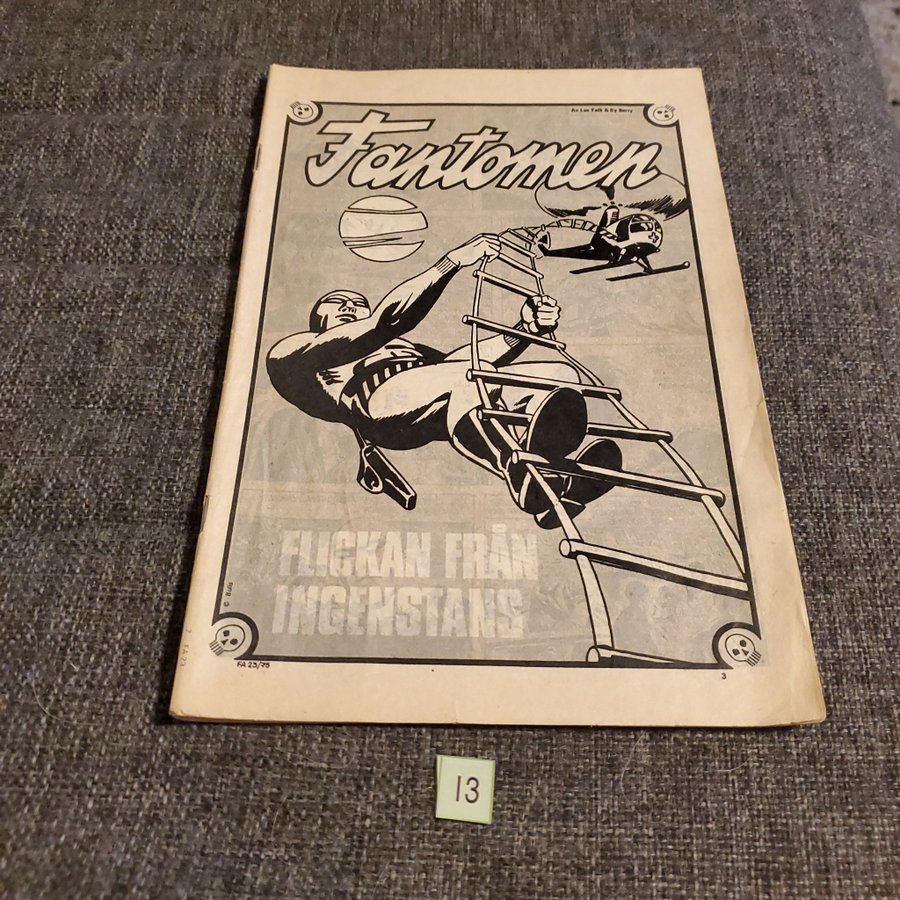 Av Lee Falk & Sy Barry
Fantomen
FLICKAN FRÅN
INGENSTANS
© Bulls
FA 23/75
3
13